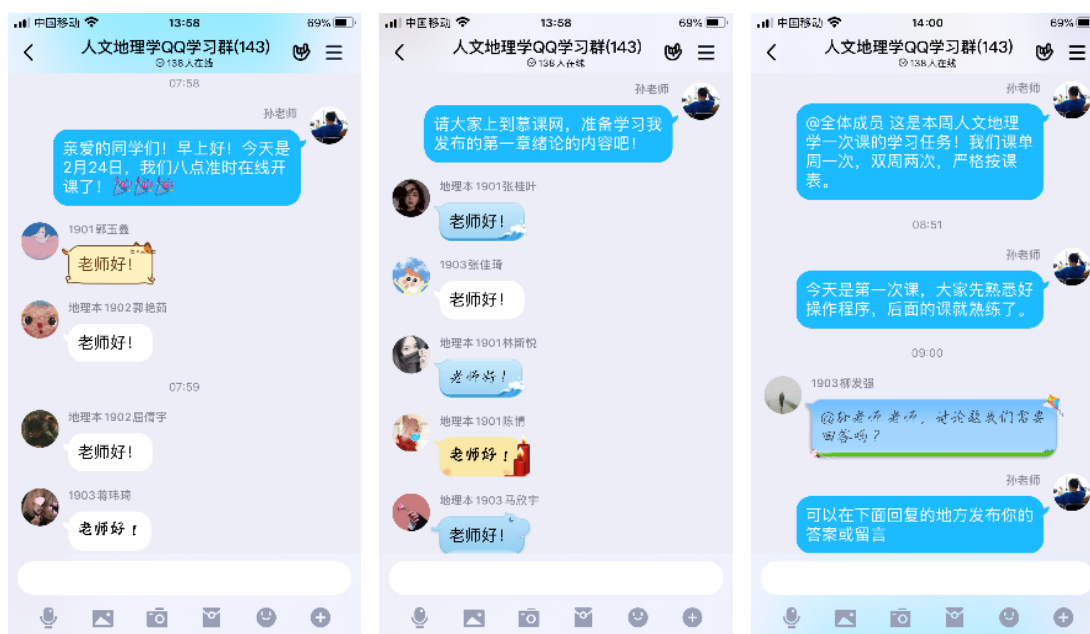 中国移动 13:58 69%
人文地理学QQ学习群(143)
138人在线
07:58
孙老师
亲爱的同学们！早上好！今天是
2月24日，我们八点准时在线开
课了！
1901郭玉鑫
老师好！
地理本1902郭艳茹
老师好！
07:59
地理本1902屈倩宇
老师好！
1903蒋玮琦
老师好！
中国移动 13:58 69%
人文地理学QQ学习群(143)
138人在线
孙老师
请大家上到慕课网，准备学习我
发布的第一章绪论的内容吧！
地理本1901张桂叶
老师好！
1903张佳琦
老师好！
地理本1901林斯悦
老师好！
地理本1901陈倩
老师好！
地理本1903马欣宇
老师好！
中国移动 14:00 69%
人文地理学QQ学习群(143)
138人在线
孙老师
@全体成员 这是本周人文地理
学一次课的学习任务！我们课单
周一次，双周两次，严格按课
表。
08:51
孙老师
今天是第一次课，大家先熟悉好
操作程序，后面的课就熟练了。
09:00
1903柳发强
@孙老师 老师，讨论题我们需要
回答吗？
孙老师
可以在下面回复的地方发布你的
答案或留言